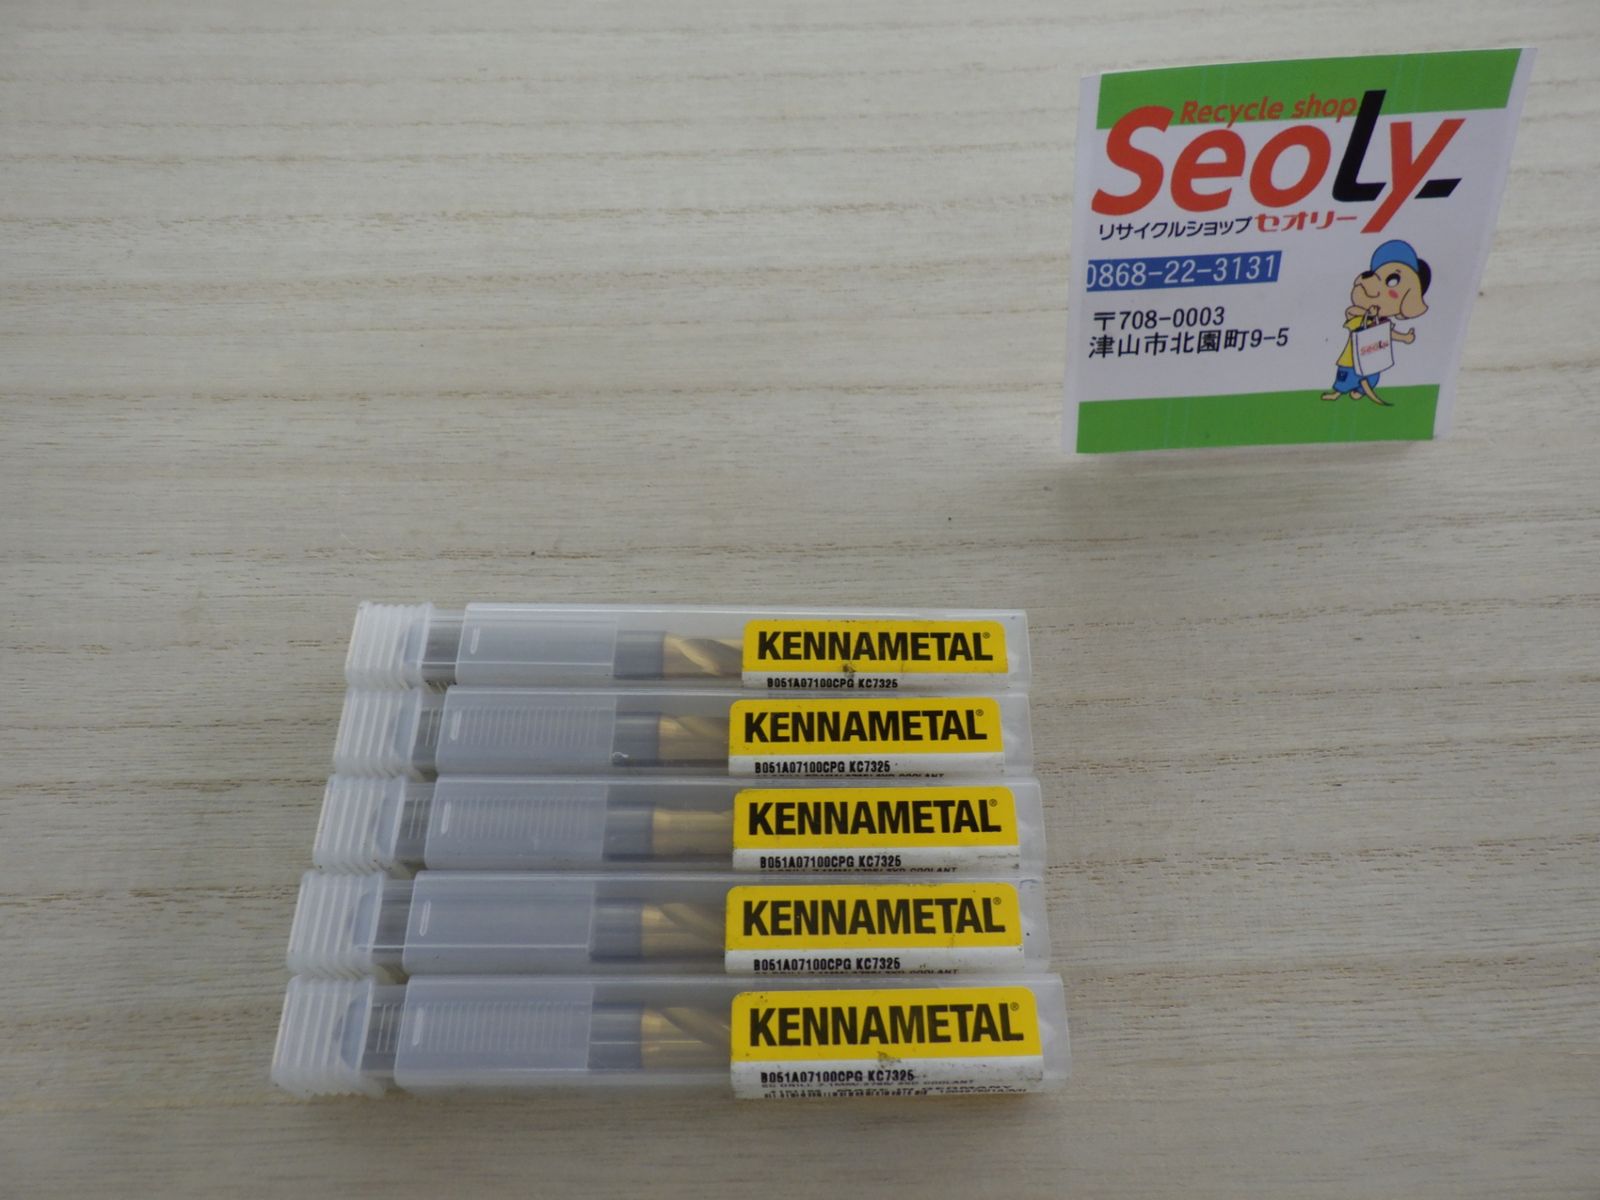 Recycle shop
Seoly
リサイクルショップ セオリー
0868-22-3131
〒708-0003
津山市北園町9-5
Seoly
KENNAMETAL®
B051A07100CPG KC7325
KENNAMETAL®
B051A07100CPG KC7325
KENNAMETAL®
B051A07100CPG KC7325
KENNAMETAL®
B051A07100CPG KC7325
KENNAMETAL®
B051A07100CPG KC7325